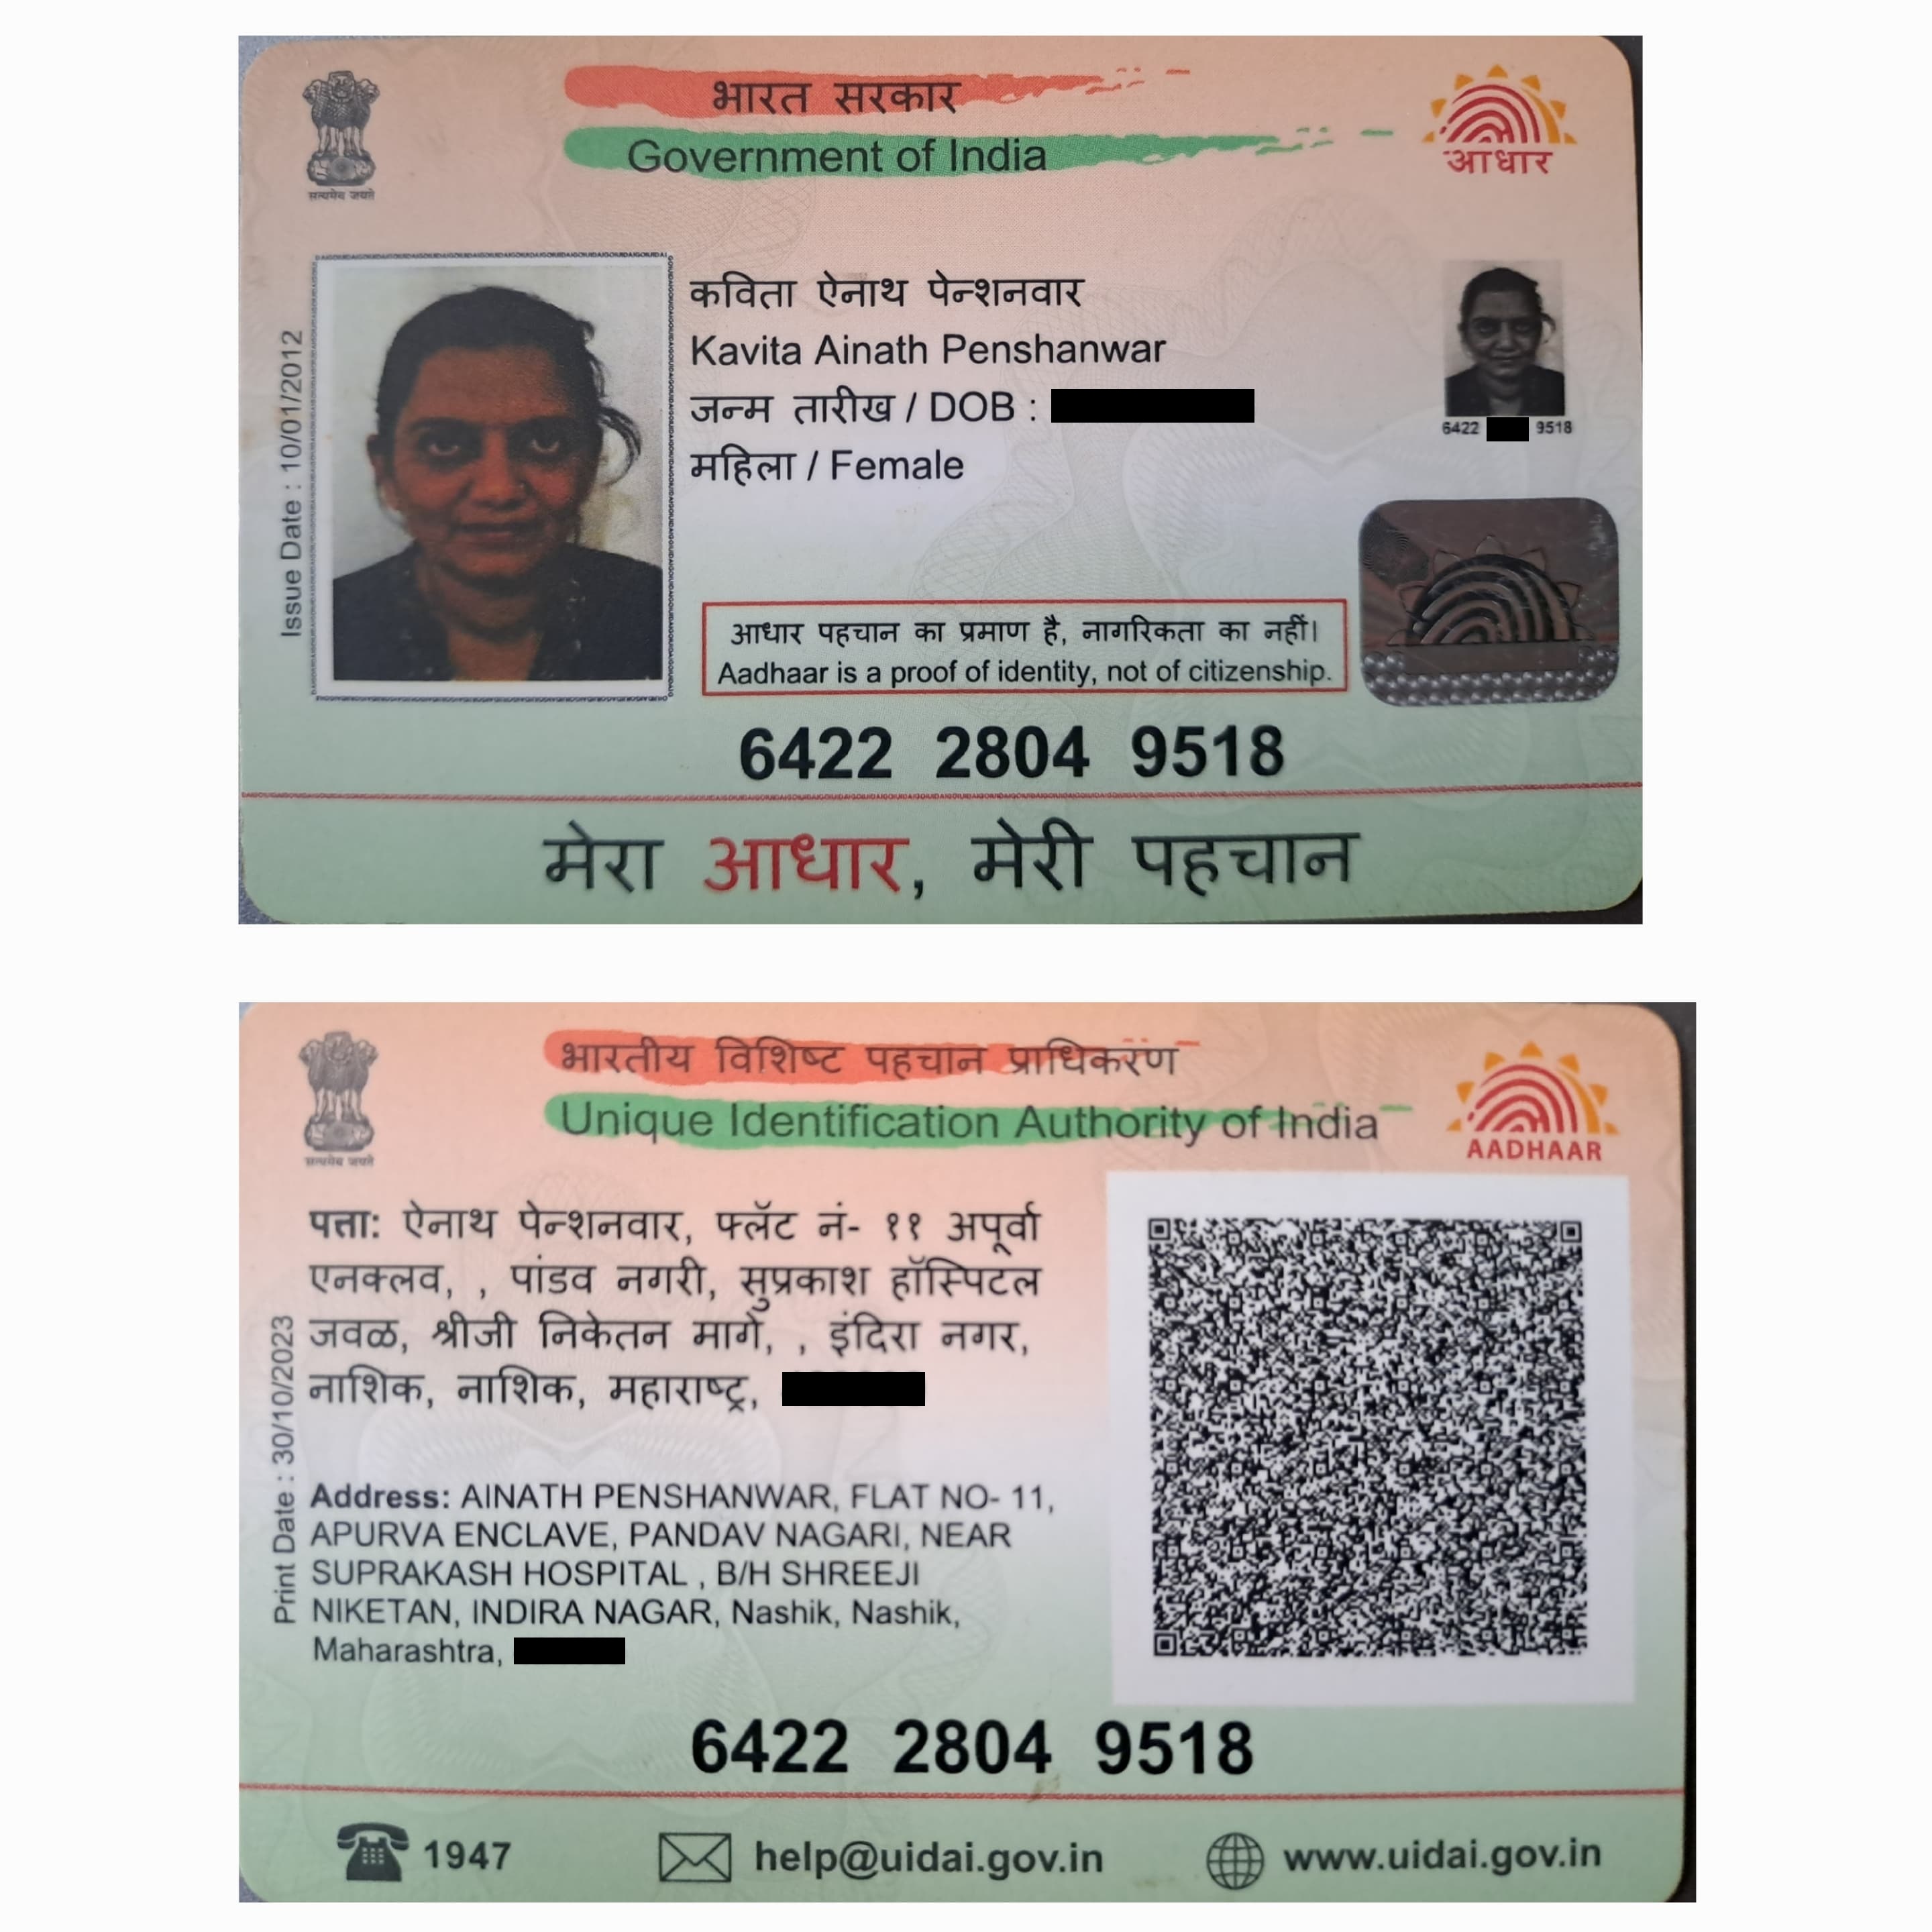 सत्यमेव जयते
भारत सरकार
Government of India
आधार
Issue Date : 10/01/2012
कविता ऐनाथ पेन्शनवार
Kavita Ainath Penshanwar
जन्म तारीख / DOB :
महिला / Female
6422 9518
आधार पहचान का प्रमाण है, नागरिकता का नहीं।
Aadhaar is a proof of identity, not of citizenship.
6422 2804 9518
मेरा आधार, मेरी पहचान
सत्यमेव जयते
भारतीय विशिष्ट पहचान प्राधिकरण
Unique Identification Authority of India
AADHAAR
Print Date : 30/10/2023
पत्ता: ऐनाथ पेन्शनवार, फ्लॅट नं- ११ अपूर्वा
एनक्लव, , पांडव नगरी, सुप्रकाश हॉस्पिटल
जवळ, श्रीजी निकेतन मागे, , इंदिरा नगर,
नाशिक, नाशिक, महाराष्ट्र,
Address: AINATH PENSHANWAR, FLAT NO- 11,
APURVA ENCLAVE, PANDAV NAGARI, NEAR
SUPRAKASH HOSPITAL , B/H SHREEJI
NIKETAN, INDIRA NAGAR, Nashik, Nashik,
Maharashtra,
6422 2804 9518
1947
help@uidai.gov.in
www.uidai.gov.in